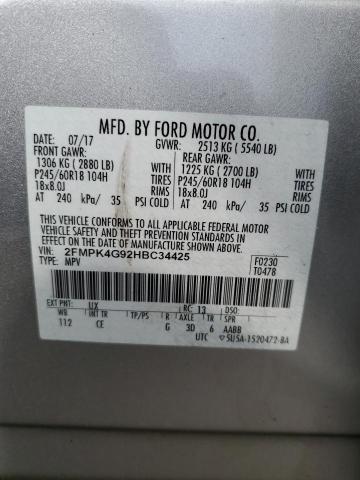 MFD. BY FORD MOTOR CO.
DATE: 07/17 GVWR: 2513 KG ( 5540 LB)
FRONT GAWR: REAR GAWR:
1306 KG ( 2880 LB) 1225 KG ( 2700 LB)
P245/60R18 104H TIRES P245/60R18 104H TIRES
18x8.0J RIMS 18x8.0J RIMS
AT 240 kPa/ 35 PSI COLD AT 240 kPa/ 35 PSI COLD
THIS VEHICLE CONFORMS TO ALL APPLICABLE FEDERAL MOTOR
VEHICLE SAFETY AND THEFT PREVENTION STANDARDS IN EFFECT
ON THE DATE OF MANUFACTURE SHOWN ABOVE.
VIN: 2FMPK4G92HBC34425 F0230
TYPE: MPV T0478
EXT PNT: UX RC: 13 DSO:
WB INT TR TP/PS R AXLE TR SPR
112 CE G 3D 6 AABB
UTC 5U5A-1520472-BA